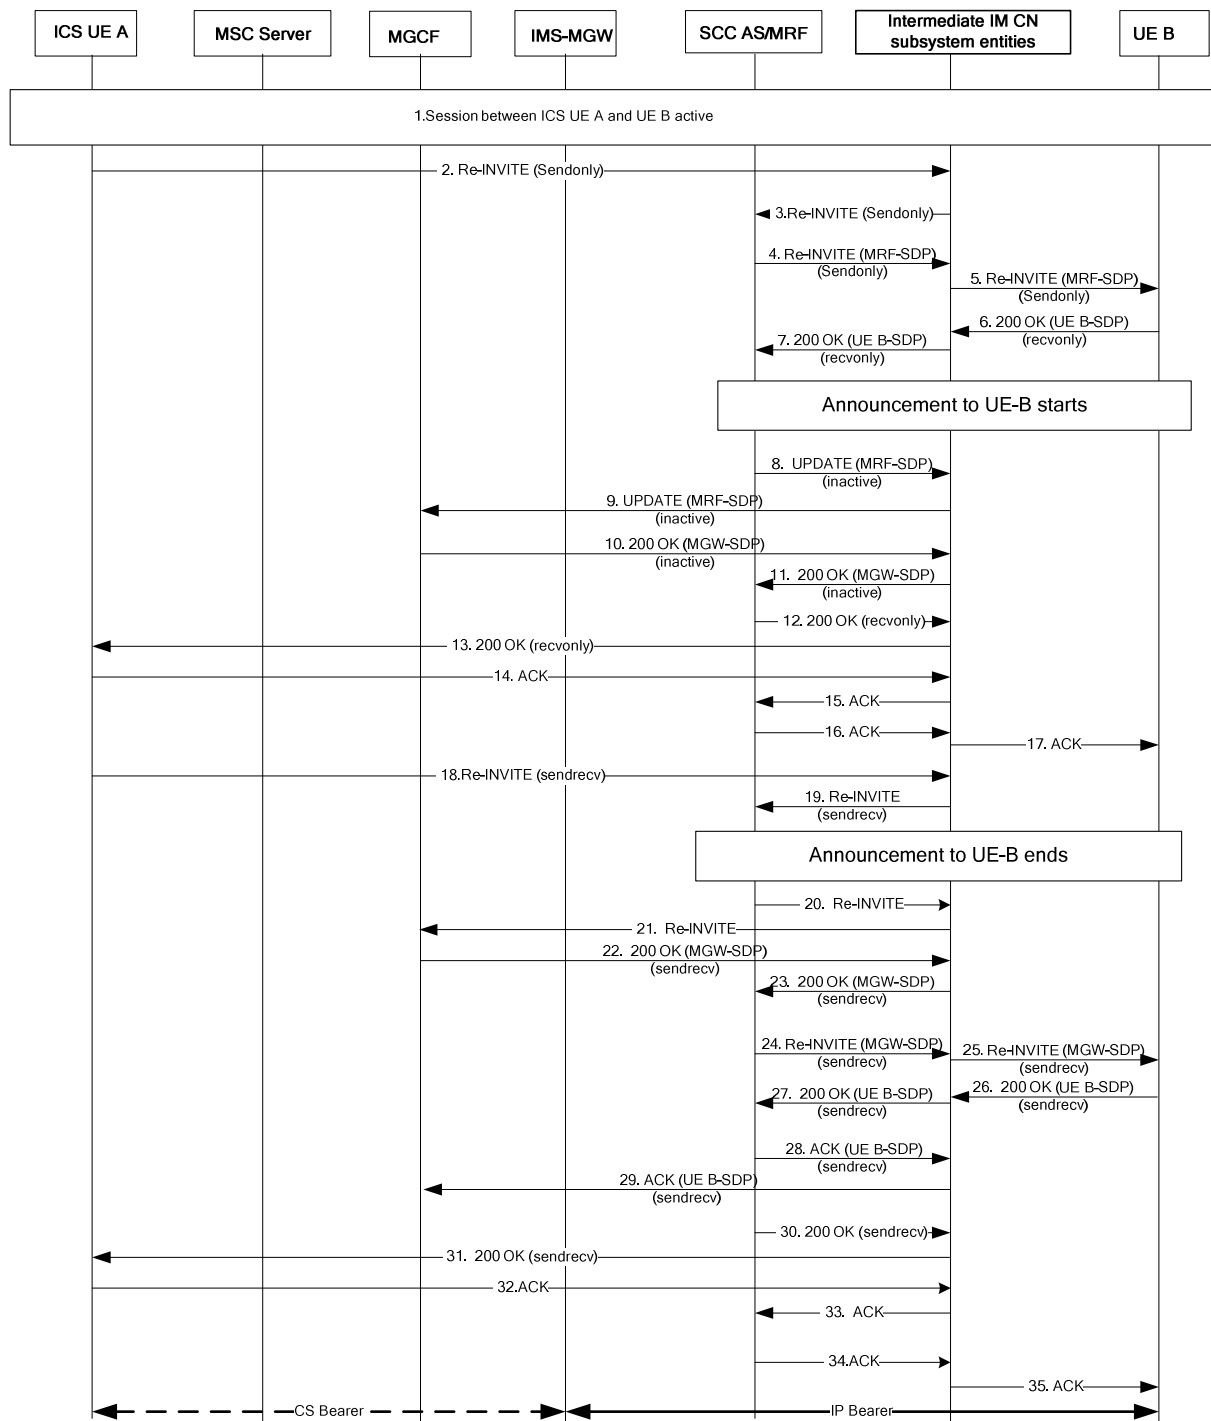 ICS UE A
MSC Server
MGCF
IMS-MGW
SCC AS/MRF
Intermediate IM CN
subsystem entities
UE B
1.Session between ICS UE A and UE B active
2. Re-INVITE (Sendonly)
3.Re-INVITE (Sendonly)
4. Re-INVITE (MRF-SDP)
(Sendonly)
5. Re-INVITE (MRF-SDP)
(Sendonly)
6. 200 OK (UE B-SDP)
(recvonly)
7. 200 OK (UE B-SDP)
(recvonly)
Announcement to UE-B starts
8. UPDATE (MRF-SDP)
(inactive)
9. UPDATE (MRF-SDP)
(inactive)
10. 200 OK (MGW-SDP)
(inactive)
11. 200 OK (MGW-SDP)
(inactive)
12. 200 OK (recvonly)
13. 200 OK (recvonly)
14. ACK
15. ACK
16. ACK
17. ACK
18.Re-INVITE (sendrecv)
19. Re-INVITE
(sendrecv)
Announcement to UE-B ends
20. Re-INVITE
21. Re-INVITE
22. 200 OK (MGW-SDP)
(sendrecv)
23. 200 OK (MGW-SDP)
(sendrecv)
24. Re-INVITE (MGW-SDP)
(sendrecv)
25. Re-INVITE (MGW-SDP)
(sendrecv)
26. 200 OK (UE B-SDP)
(sendrecv)
27. 200 OK (UE B-SDP)
(sendrecv)
28. ACK (UE B-SDP)
(sendrecv)
29. ACK (UE B-SDP)
(sendrecv)
30. 200 OK (sendrecv)
31. 200 OK (sendrecv)
32.ACK
33. ACK
34.ACK
35. ACK
CS Bearer
IP Bearer